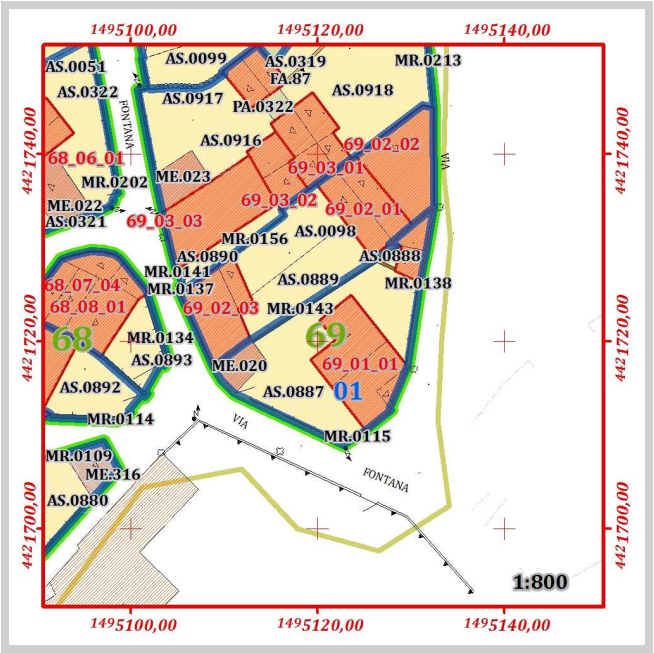 1495100,00 1495120,00 1495140,00
AS.0051 AS.0099 AS.0319 MR.0213
FA.87
AS.0322 AS.0917 AS.0918
PA.0322
FONTANA
AS.0916 69_02_02
4421740,00 VIA 4421740,00
68_06_01 69_03_01
MR.0202 ME.023
ME.022 69_03_02 69_02_01
AS.0321 69_03_03
MR.0156 AS.0098
AS.0890 AS.0888
MR.0141 AS.0889
68_07_04 MR.0137 MR.0138
68_08_01 69_02_03 MR.0143
68 MR.0134 69
4421720,00 4421720,00
AS.0893 ME.020 69_01_01
AS.0892 AS.0887 01
MR.0114 VIA
MR.0115
MR.0109
ME.316 FONTANA
AS.0880
4421700,00 4421700,00
1:800
1495100,00 1495120,00 1495140,00